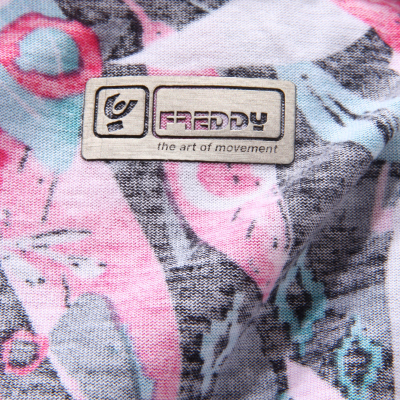 FREDDY
the art of movement